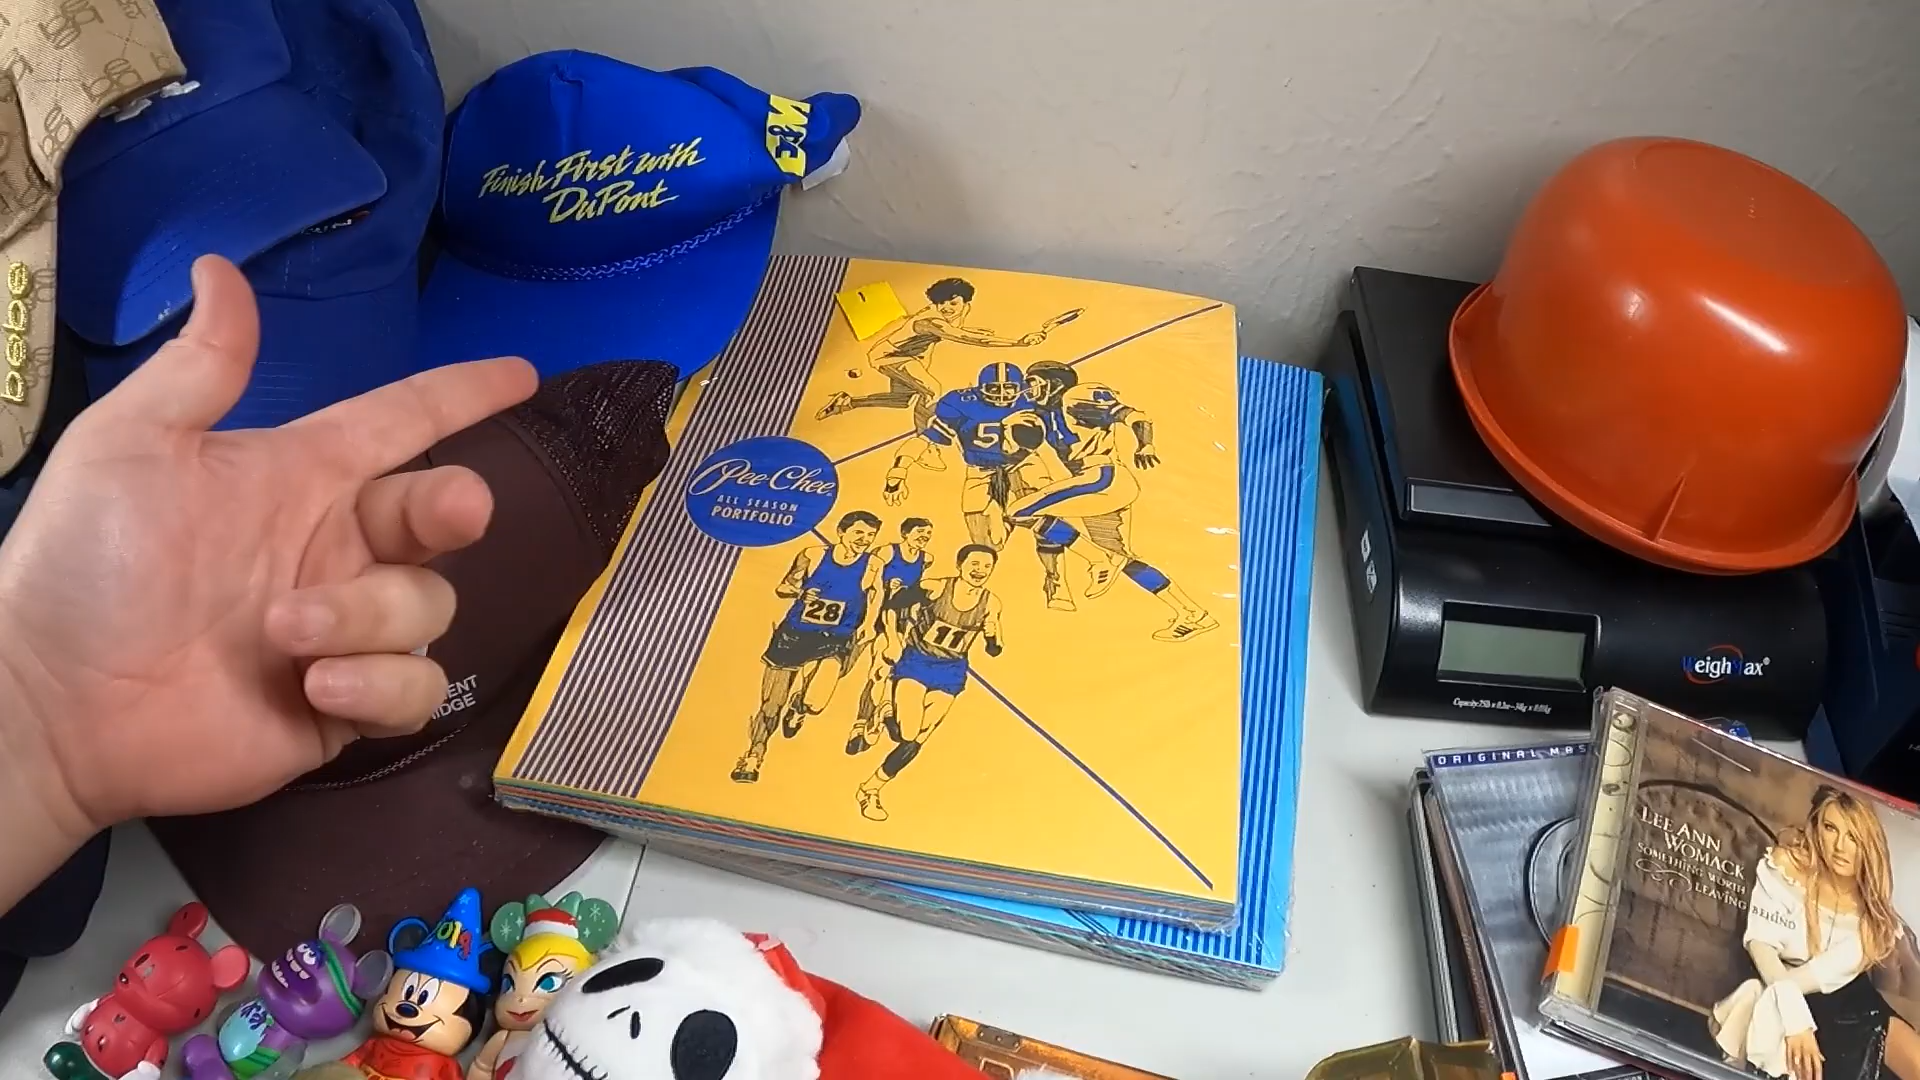 Finish First with
DuPont
bebe
Pee-Chee
ALL SEASON
PORTFOLIO
28
11
5
WeighMax
ORIGINAL MAS
LEE ANN
WOMACK
SOMETHING WORTH
LEAVING BEHIND
2014